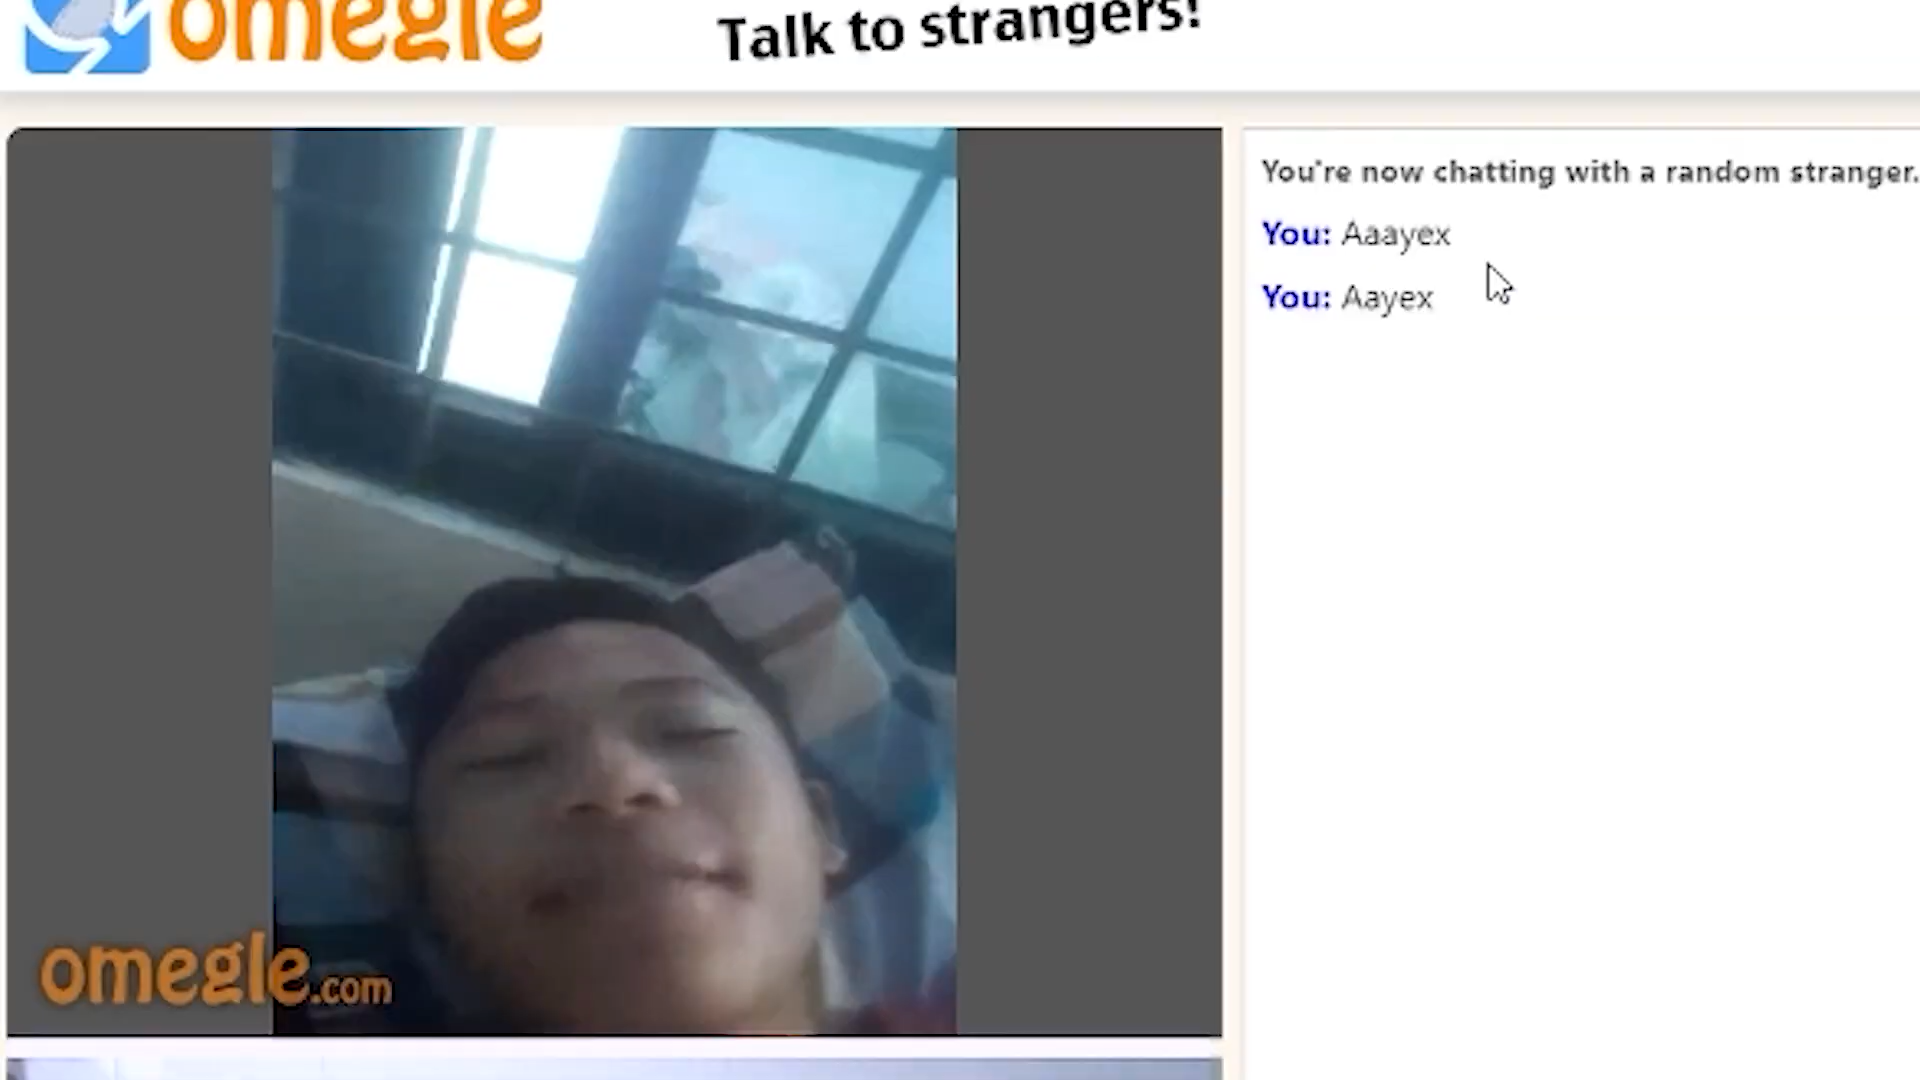 omegle
Talk to strangers!
You're now chatting with a random stranger.
You: Aaayex
You: Aayex
omegle.com